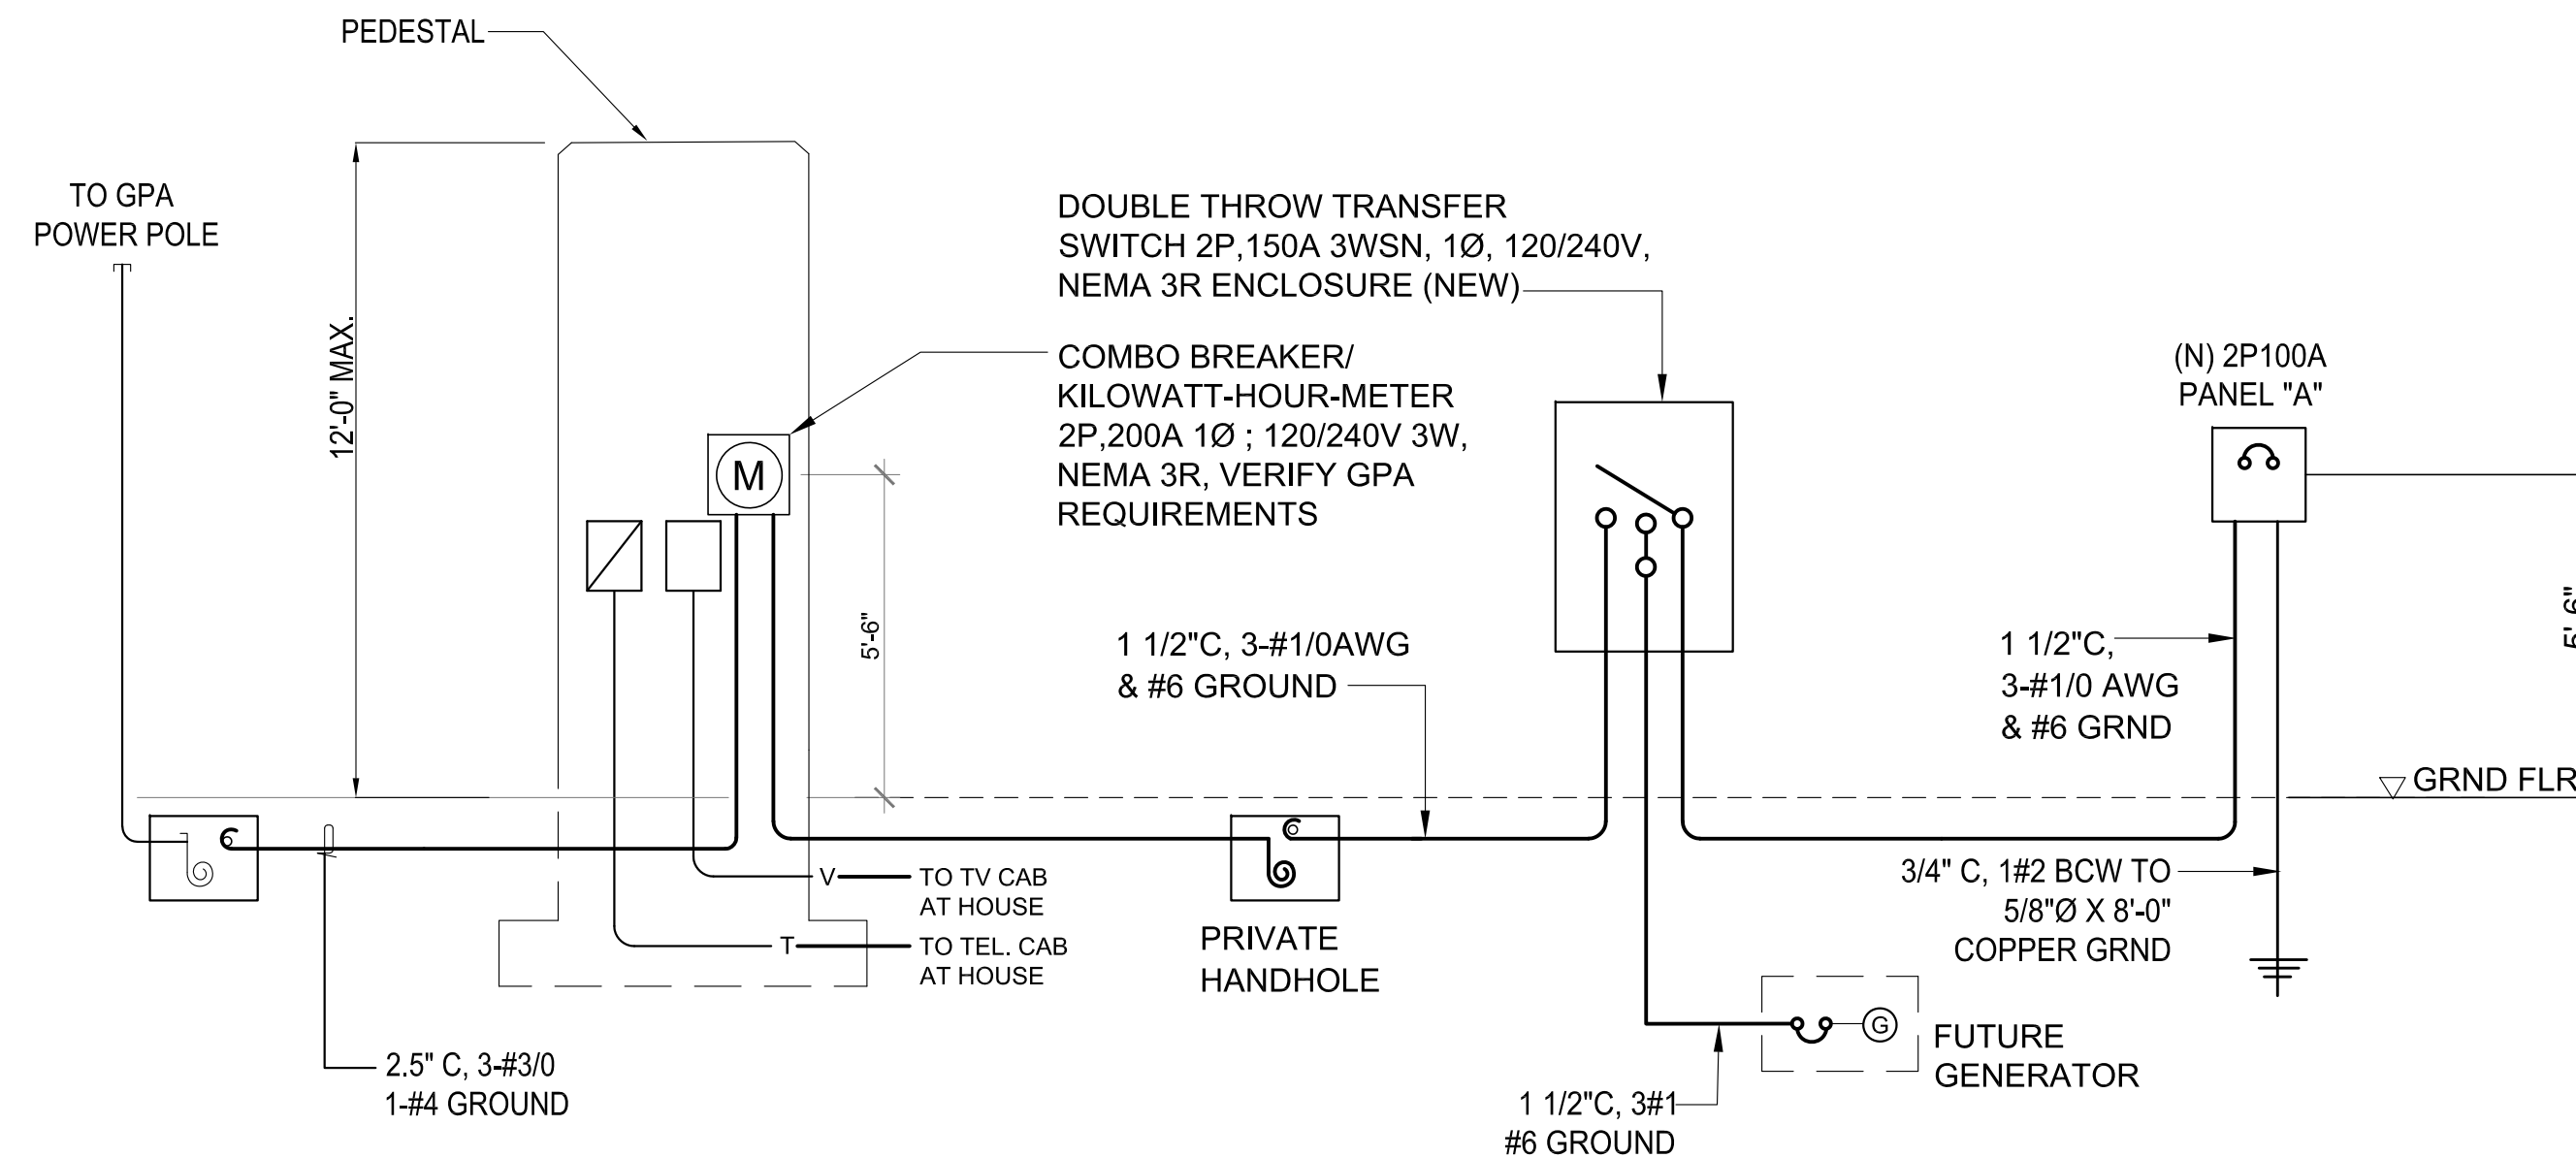 PEDESTAL
TO GPA
POWER POLE
12'-0" MAX.
DOUBLE THROW TRANSFER
SWITCH 2P,150A 3WSN, 1Ø, 120/240V,
NEMA 3R ENCLOSURE (NEW)
COMBO BREAKER/
KILOWATT-HOUR-METER
2P,200A 1Ø ; 120/240V 3W,
NEMA 3R, VERIFY GPA
REQUIREMENTS
M
5'-6"
(N) 2P100A
PANEL "A"
1 1/2"C, 3-#1/0AWG
& #6 GROUND
1 1/2"C,
3-#1/0 AWG
& #6 GRND
5'-6"
GRND FLR
V
TO TV CAB
AT HOUSE
T
TO TEL. CAB
AT HOUSE
PRIVATE
HANDHOLE
3/4" C, 1#2 BCW TO
5/8"Ø X 8'-0"
COPPER GRND
G
FUTURE
GENERATOR
2.5" C, 3-#3/0
1-#4 GROUND
1 1/2"C, 3#1
#6 GROUND